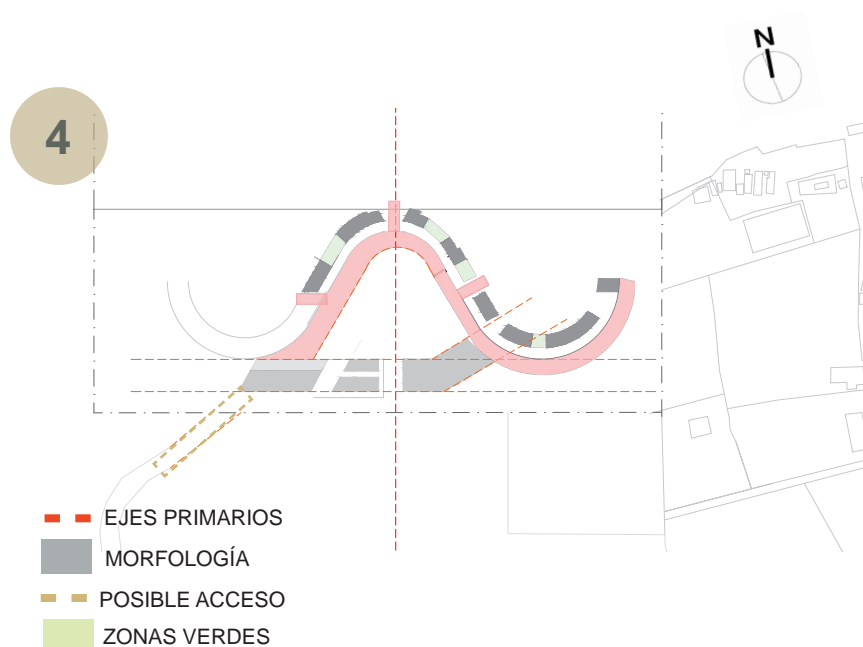 N
4
EJES PRIMARIOS
MORFOLOGÍA
POSIBLE ACCESO
ZONAS VERDES